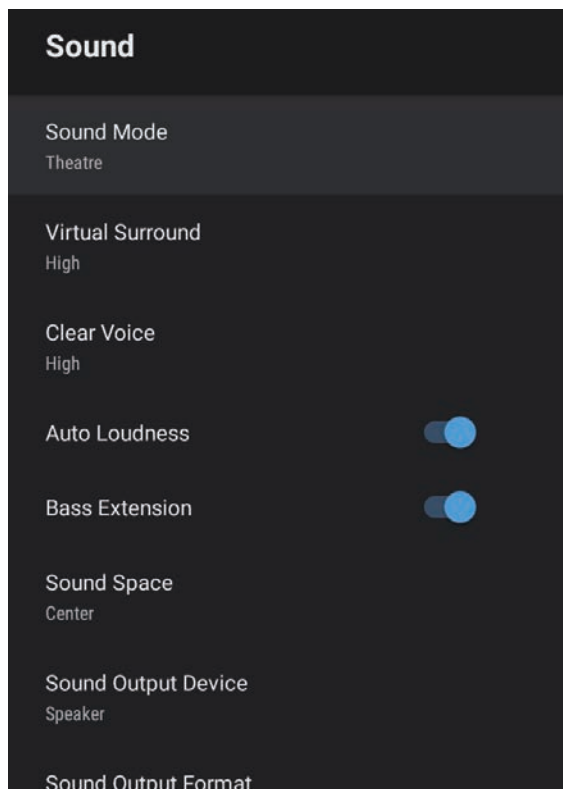 Sound
Sound Mode
Theatre
Virtual Surround
High
Clear Voice
High
Auto Loudness
Bass Extension
Sound Space
Center
Sound Output Device
Speaker
Sound Output Format